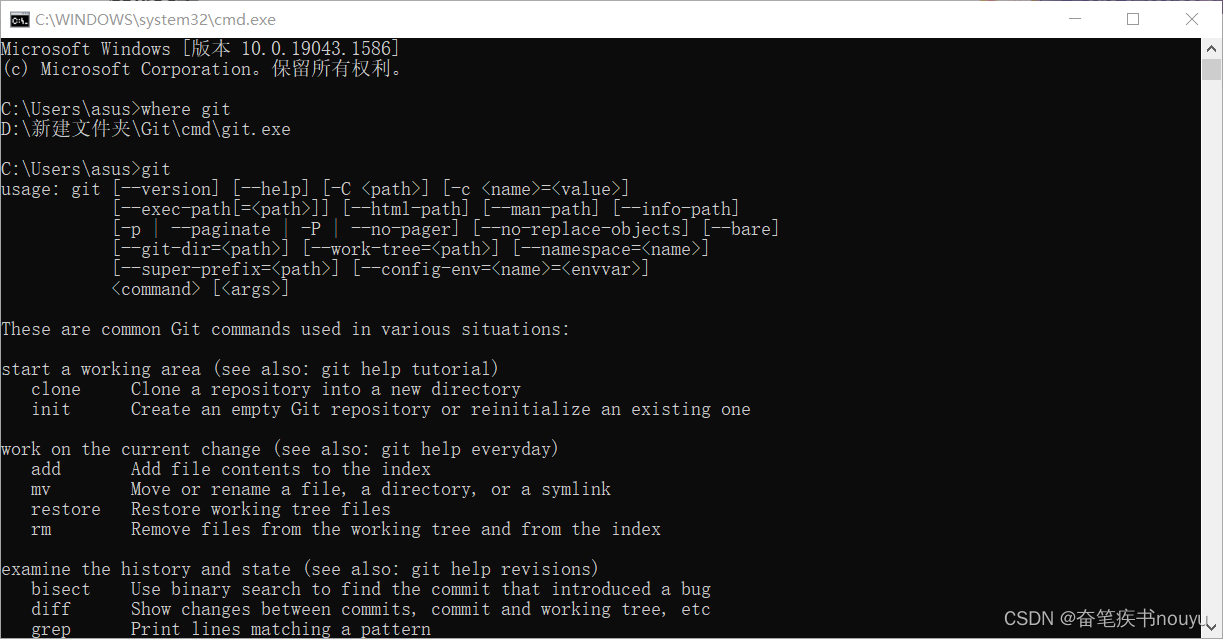 C:\WINDOWS\system32\cmd.exe
Microsoft Windows [版本 10.0.19043.1586]
(c) Microsoft Corporation。保留所有权利。
C:\Users\asus>where git
D:\新建文件夹\Git\cmd\git.exe
C:\Users\asus>git
usage: git [--version] [--help] [-C <path>] [-c <name>=<value>]
[--exec-path[=<path>]] [--html-path] [--man-path] [--info-path]
[-p | --paginate | -P | --no-pager] [--no-replace-objects] [--bare]
[--git-dir=<path>] [--work-tree=<path>] [--namespace=<name>]
[--super-prefix=<path>] [--config-env=<name>=<envvar>]
<command> [<args>]
These are common Git commands used in various situations:
start a working area (see also: git help tutorial)
clone Clone a repository into a new directory
init Create an empty Git repository or reinitialize an existing one
work on the current change (see also: git help everyday)
add Add file contents to the index
mv Move or rename a file, a directory, or a symlink
restore Restore working tree files
rm Remove files from the working tree and from the index
examine the history and state (see also: git help revisions)
bisect Use binary search to find the commit that introduced a bug
diff Show changes between commits, commit and working tree, etc
grep Print lines matching a pattern
CSDN @奋笔疾书nouyu